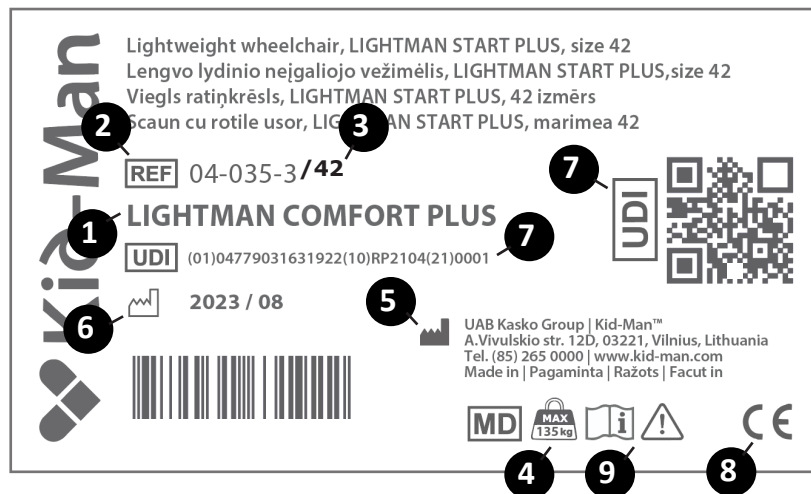 Kia-Man
Lightweight wheelchair, LIGHTMAN START PLUS, size 42
Lengvo lydinio neįgaliojo vežimėlis, LIGHTMAN START PLUS,size 42
Viegls ratiņkrēsls, LIGHTMAN START PLUS, 42 izmērs
Scaun cu rotile usor, LIGHTMAN START PLUS, marimea 42
2
3
REF 04-035-3/42
7
UDI
1
LIGHTMAN COMFORT PLUS
7
UDI (01)04779031631922(10)RP2104(21)0001
6
2023 / 08
5
UAB Kasko Group | Kid-Man™
A.Vivulskio str. 12D, 03221, Vilnius, Lithuania
Tel. (85) 265 0000 | www.kid-man.com
Made in | Pagaminta | Ražots | Facut in
MD
MAX
135 kg
i
!
CE
4
9
8